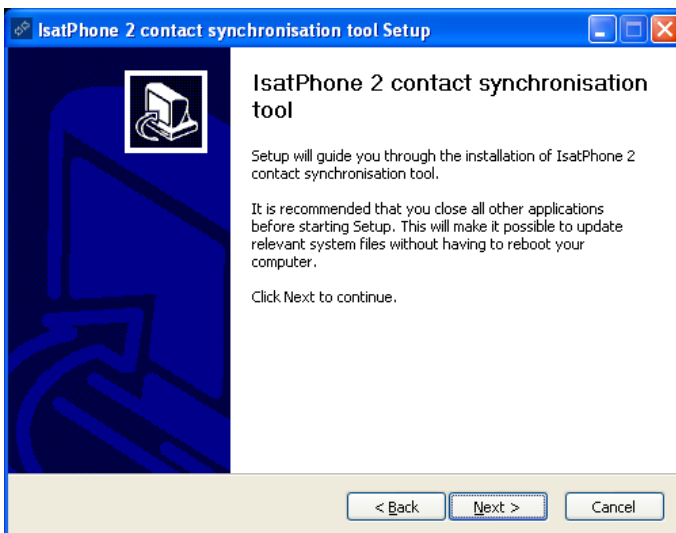 IsatPhone 2 contact synchronisation tool Setup
IsatPhone 2 contact synchronisation
tool
Setup will guide you through the installation of IsatPhone 2
contact synchronisation tool.
It is recommended that you close all other applications
before starting Setup. This will make it possible to update
relevant system files without having to reboot your
computer.
Click Next to continue.
< Back Next > Cancel